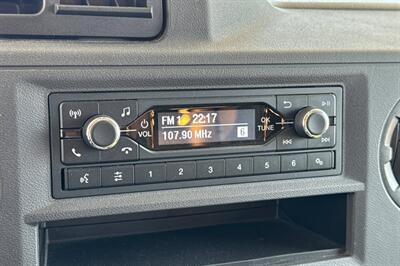 FM 1 22:17
107.90 MHz 6
VOL
OK
TUNE
1 2 3 4 5 6